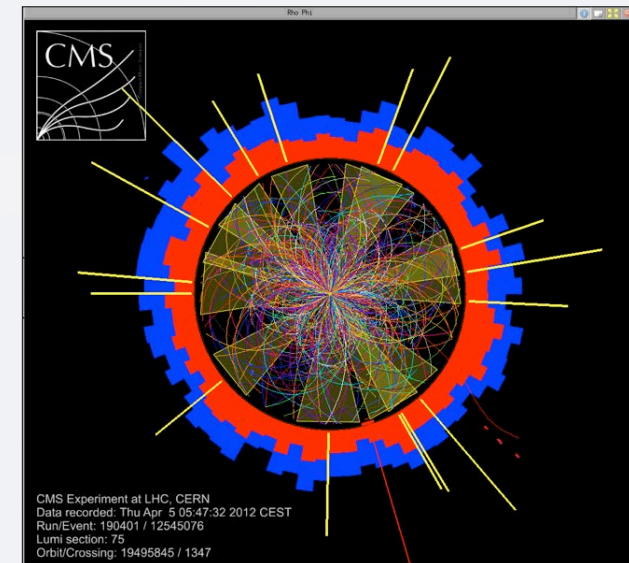 Rho Phi
CMS
CMS Experiment at LHC, CERN
Data recorded: Thu Apr 5 05:47:32 2012 CEST
Run/Event: 190401 / 12545076
Lumi section: 75
Orbit/Crossing: 19495845 / 1347